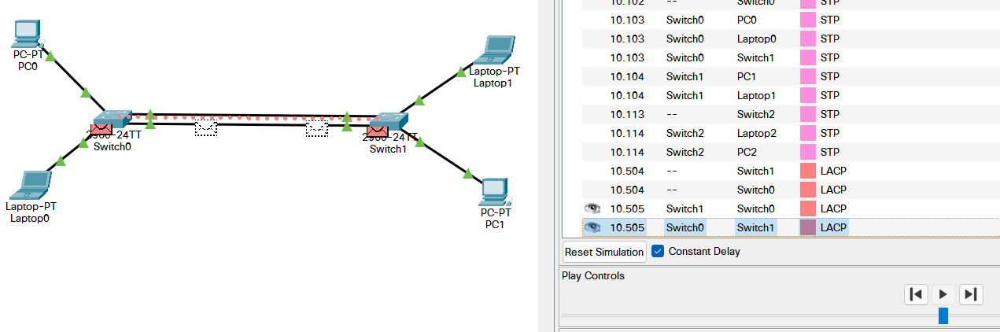 PC-PT
PC0
Laptop-PT
Laptop1
2960-24TT
Switch0
2960-24TT
Switch1
Laptop-PT
Laptop0
PC-PT
PC1
10.102 -- Switch0 STP
10.103 Switch0 PC0 STP
10.103 Switch0 Laptop0 STP
10.103 Switch0 Switch1 STP
10.104 Switch1 PC1 STP
10.104 Switch1 Laptop1 STP
10.113 -- Switch2 STP
10.114 Switch2 Laptop2 STP
10.114 Switch2 PC2 STP
10.504 -- Switch1 LACP
10.504 -- Switch0 LACP
10.505 Switch1 Switch0 LACP
10.505 Switch0 Switch1 LACP
Reset Simulation Constant Delay
Play Controls